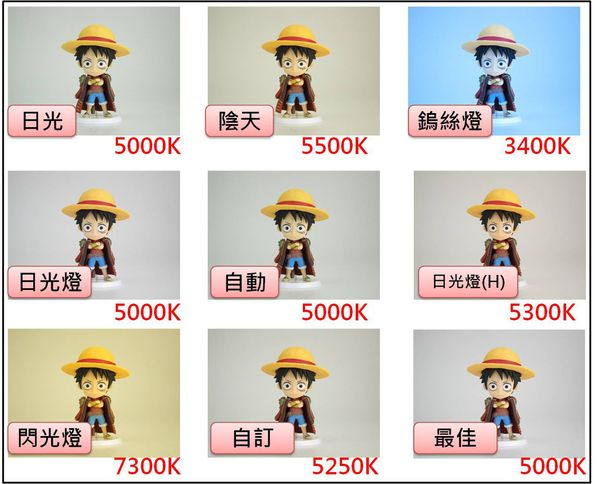 日光
5000K
陰天
5500K
鎢絲燈
3400K
日光燈
5000K
自動
5000K
日光燈(H)
5300K
閃光燈
7300K
自訂
5250K
最佳
5000K